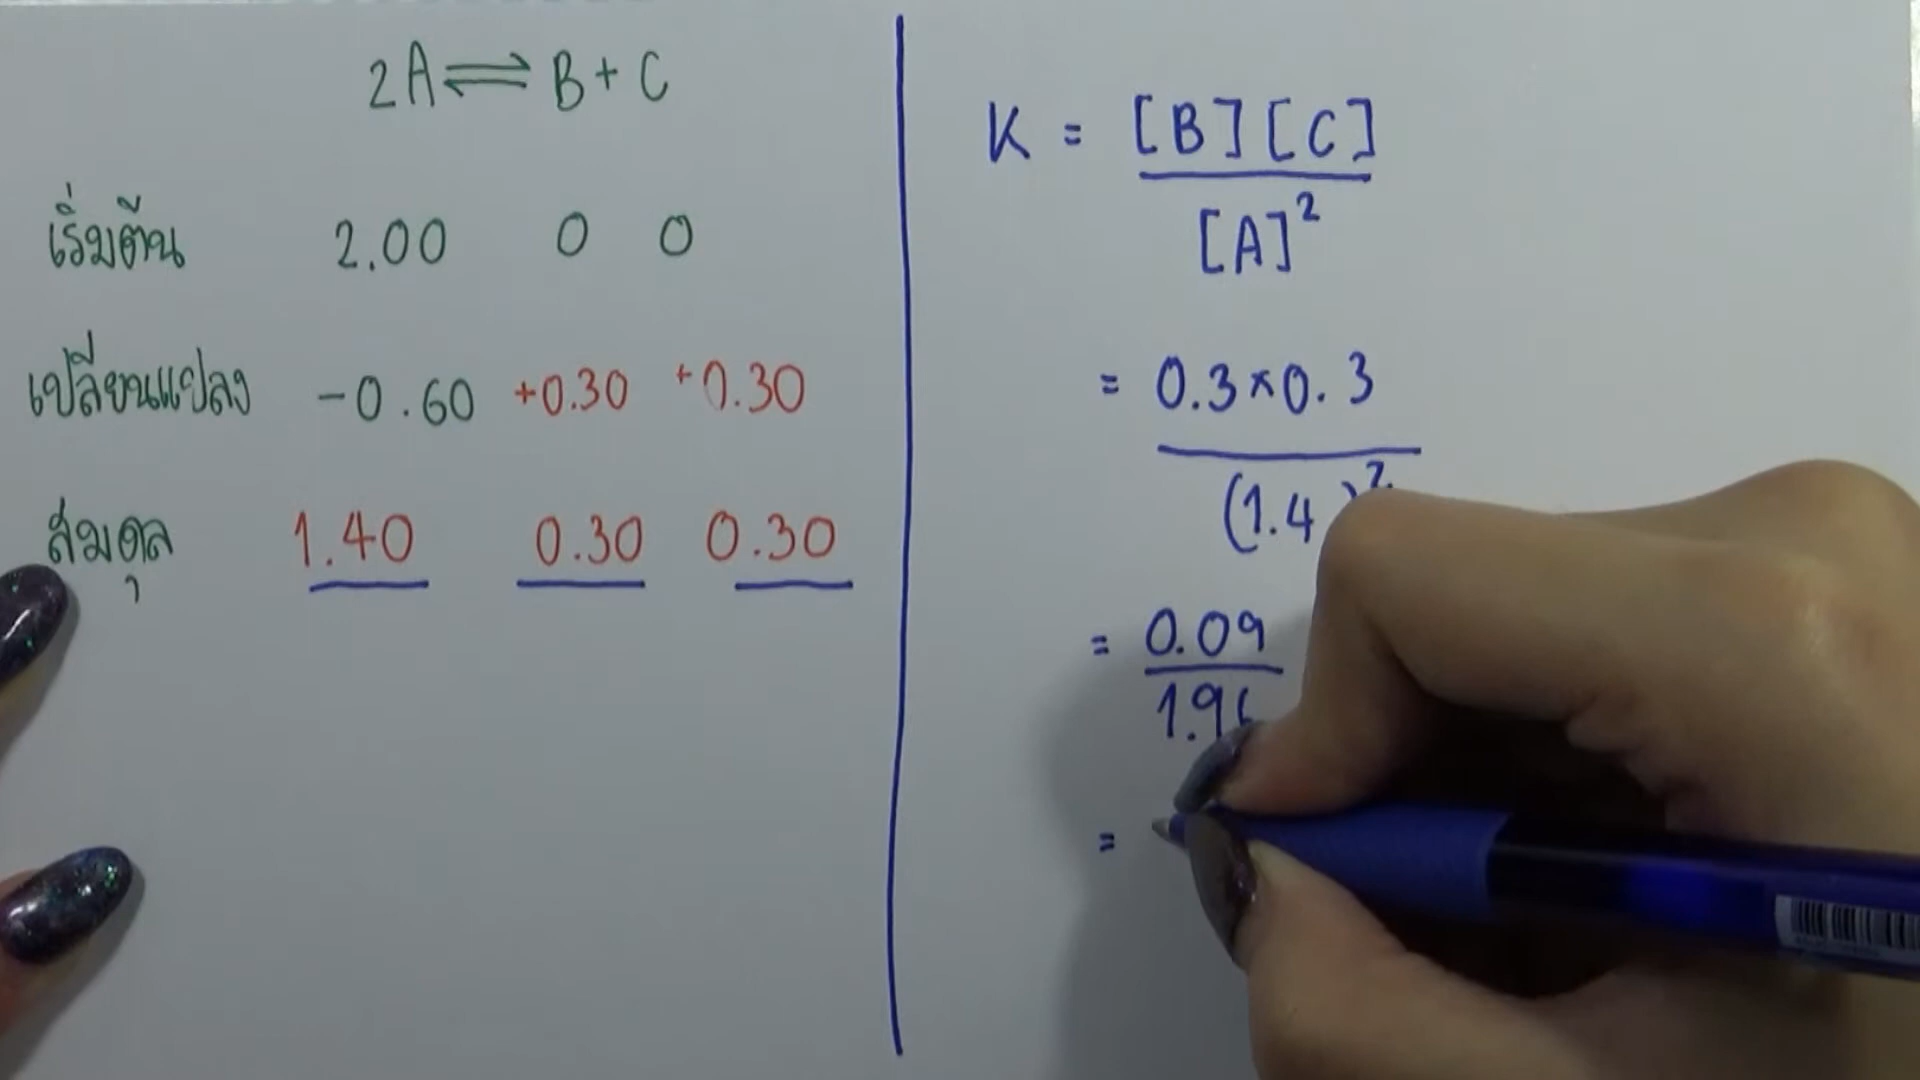 2A ⇌ B + C
เริ่มต้น 2.00 0 0
เปลี่ยนแปลง -0.60 +0.30 +0.30
สมดุล 1.40 0.30 0.30
K = [B][C]
[A]²
= 0.3×0.3
(1.4)²
= 0.09
1.96
=